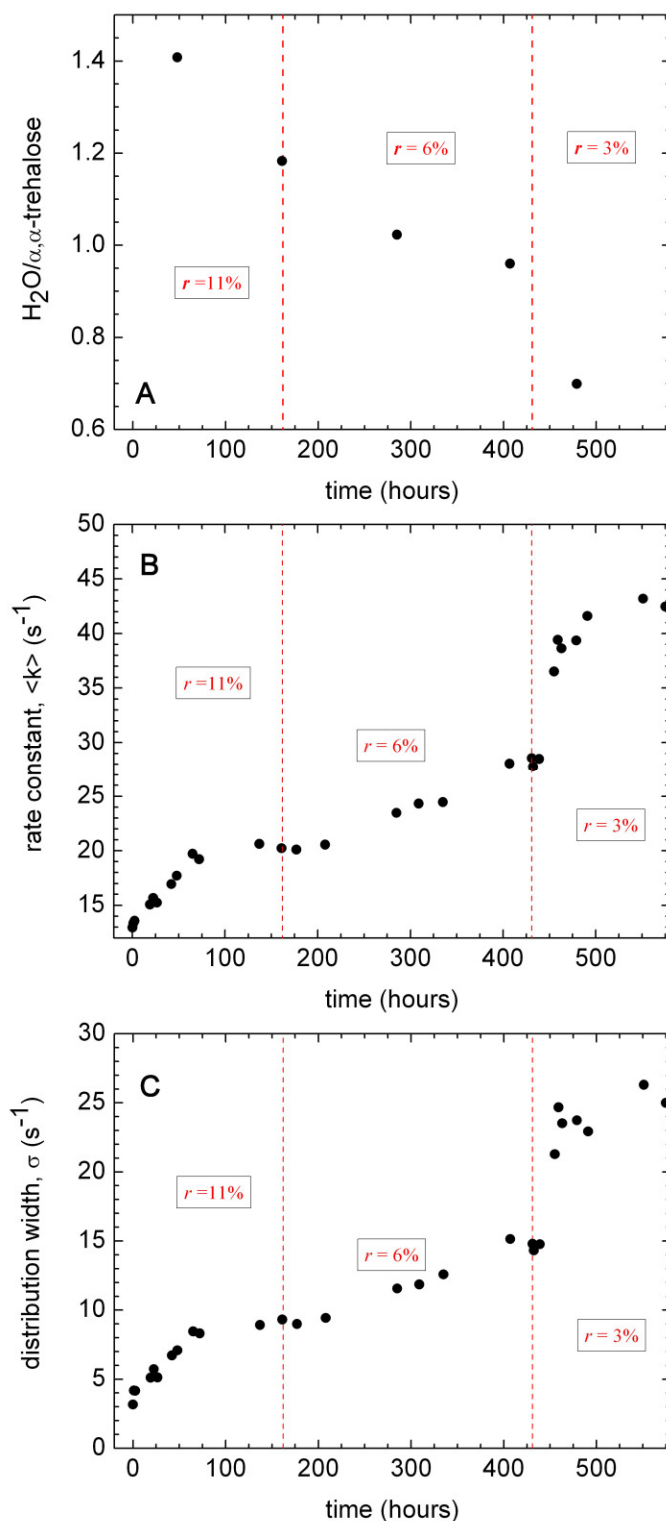 1.4
1.2
1.0
0.8
0.6
H₂O/α,α-trehalose
r = 6%
r = 3%
r =11%
A
0 100 200 300 400 500
time (hours)
50
45
40
35
30
25
20
15
rate constant, <k> (s⁻¹)
B
r =11%
r = 6%
r = 3%
0 100 200 300 400 500
time (hours)
30
25
20
15
10
5
0
distribution width, σ (s⁻¹)
C
r =11%
r = 6%
r = 3%
0 100 200 300 400 500
time (hours)